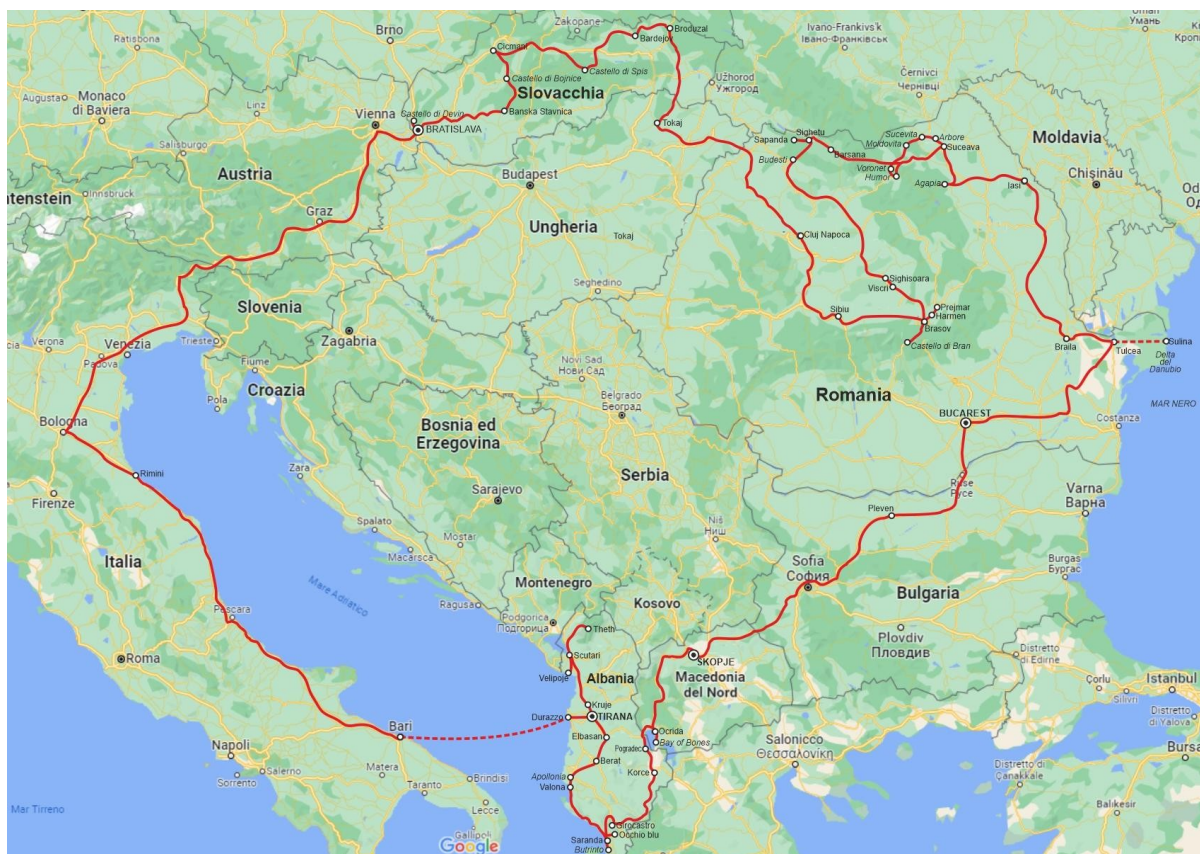 Zakopane
Broduzal
Bardejov
Brno
Cicmani
Castello di Spis
Ratisbona
Ivano-Frankivs'k
Івано-Франківськ
Умань
Castello di Bojnice
Slovacchia
Užhorod
Ужгород
Černivci
Чернівці
Augusta
Monaco
di Baviera
Linz
Vienna
Castello di Devin
BRATISLAVA
Banska Stavnica
Tokaj
Salisburgo
Sapanda
Sighetu
Budesti
Barsana
Sucevita
Moldovita
Arbore
Suceava
Moldavia
Voronet
Humor
Agapia
Iasi
Chișinău
Innsbruck
Austria
Budapest
Graz
Ungheria
Tokaj
Cluj Napoca
Seghedino
Sighisoara
Viscri
Slovenia
Zagabria
Sibiu
Prejmar
Harmen
Brasov
Castello di Bran
Verona
Venezia
Padova
Trieste
Fiume
Croazia
Pola
Novi Sad
Нови Сад
Braila
Tulcea
Sulina
Delta
del
Danubio
Romania
MAR NERO
Belgrado
Београд
BUCAREST
Costanza
Bologna
Bosnia ed
Erzegovina
Zara
Serbia
Rimini
Firenze
Sarajevo
Ruse
Русе
Varna
Варна
Pleven
Spalato
Mostar
Macarsca
Niš
Ниш
Italia
Mare Adriatico
Montenegro
Sofia
София
Burgas
Бургас
Bulgaria
Ragusa
Kosovo
Pescara
Podgorica
Подгорица
Theth
Plovdiv
Пловдив
Roma
Scutari
Velipoje
SKOPJE
Macedonia
del Nord
Distretto
di Edirne
Albania
Çorlu
Istanbul
Silivri
Kruje
Durazzo
TIRANA
Distretto
di Yalova
Bari
Elbasan
Ocrida
Bay of Bones
Pogradec
Salonicco
Θεσσαλονίκη
Napoli
Sorrento
Salerno
Matera
Taranto
Brindisi
Berat
Apollonia
Valona
Korce
Distretto di
Çanakkale
Bursa
Mar Tirreno
Lecce
Gallipoli
Balıkesir
Girocastro
Occhio blu
Saranda
Butrinto
Google